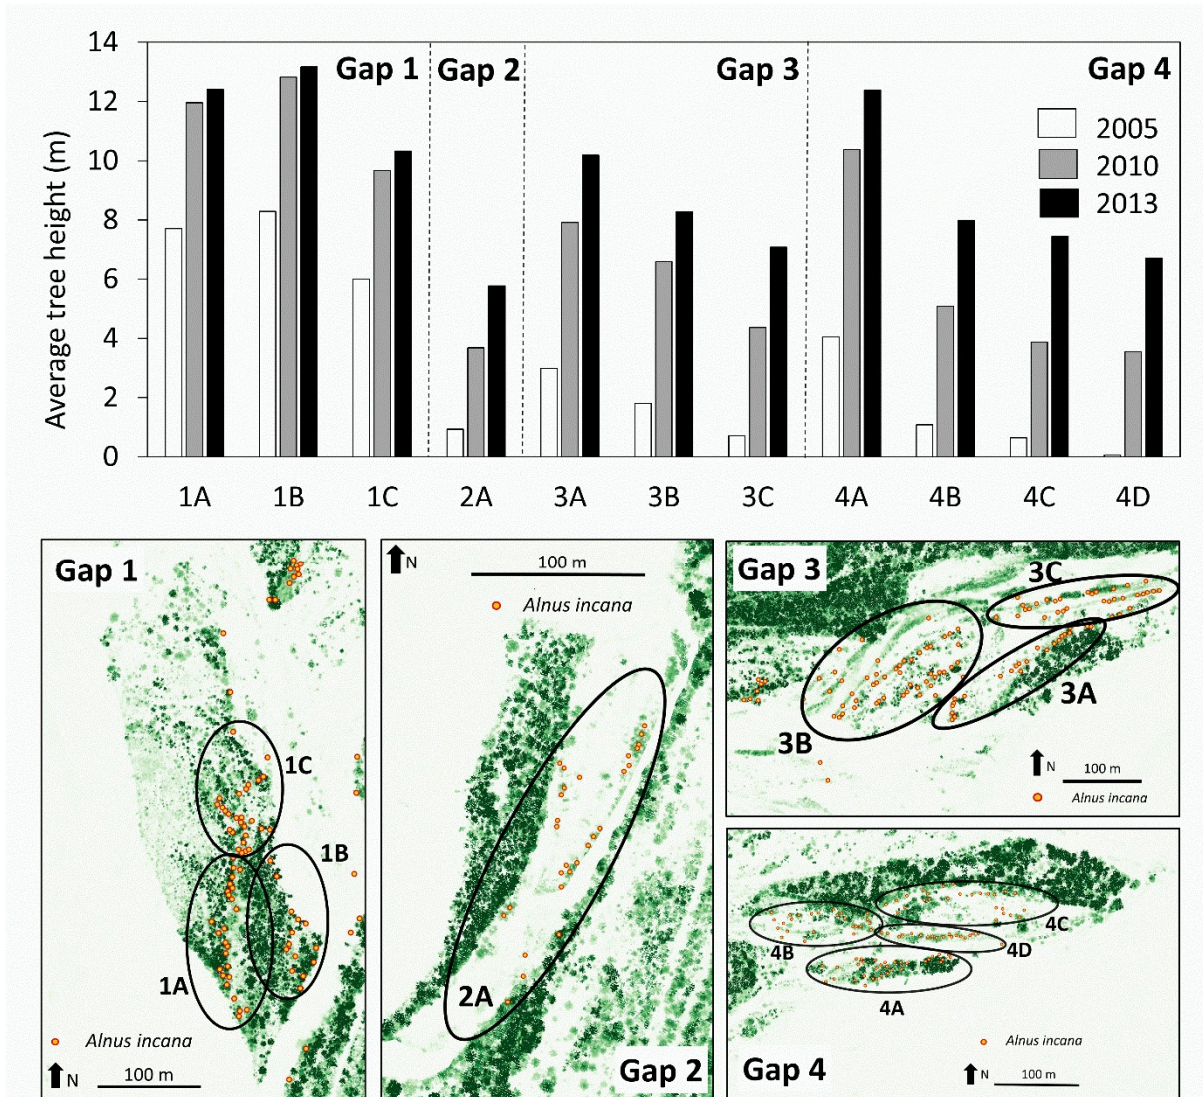 14
12
10
8
6
4
2
0
Average tree height (m)
Gap 1
Gap 2
Gap 3
Gap 4
2005
2010
2013
1A 1B 1C 2A 3A 3B 3C 4A 4B 4C 4D
Gap 1
1C
1B
1A
Alnus incana
N 100 m
N 100 m
Alnus incana
2A
Gap 2
Gap 3
3C
3A
3B
N 100 m
Alnus incana
4C
4B
4D
4A
Alnus incana
N 100 m
Gap 4